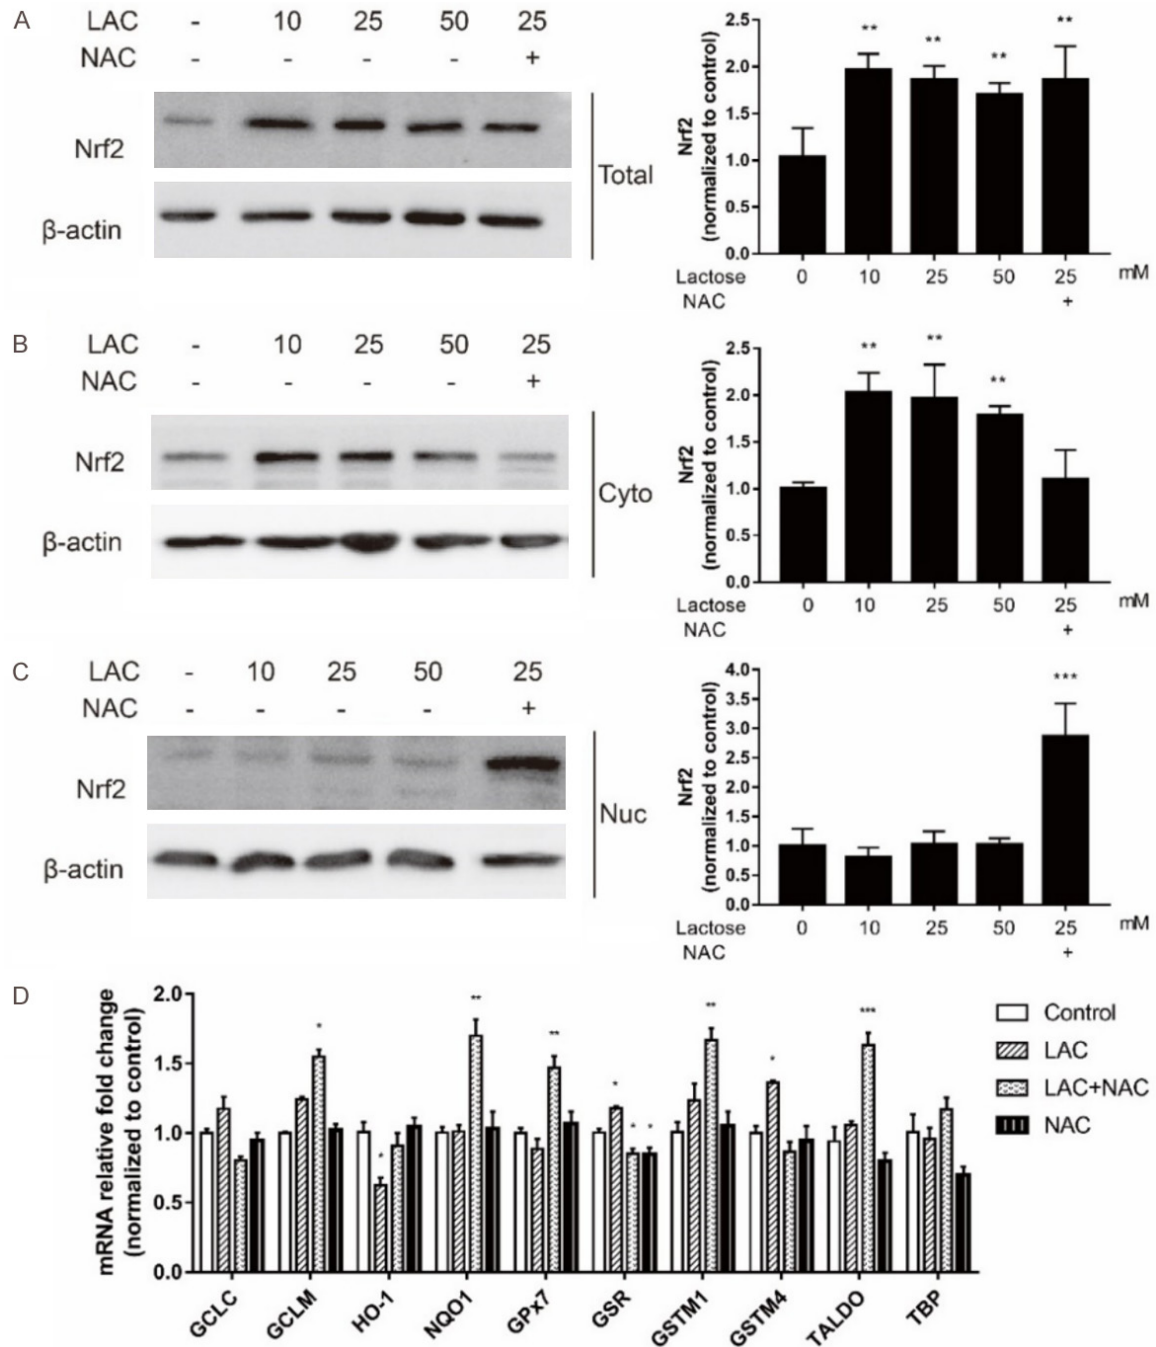 A
LAC - 10 25 50 25
NAC - - - - +
Nrf2
β-actin
Total
Nrf2
(normalized to control)
2.5
2.0
1.5
1.0
0.5
0.0
** ** ** **
Lactose 0 10 25 50 25 mM
NAC +
B
LAC - 10 25 50 25
NAC - - - - +
Nrf2
β-actin
Cyto
Nrf2
(normalized to control)
2.5
2.0
1.5
1.0
0.5
0.0
** ** **
Lactose 0 10 25 50 25 mM
NAC +
C
LAC - 10 25 50 25
NAC - - - - +
Nrf2
β-actin
Nuc
Nrf2
(normalized to control)
4.0
3.5
3.0
2.5
2.0
1.5
1.0
0.5
0.0
***
Lactose 0 10 25 50 25 mM
NAC +
D
mRNA relative fold change
(normalized to control)
2.0
1.5
1.0
0.5
0.0
* * ** ** * * * ** * ***
GCLC GCLM HO-1 NQO1 GPx7 GSR GSTM1 GSTM4 TALDO TBP
Control
LAC
LAC+NAC
NAC